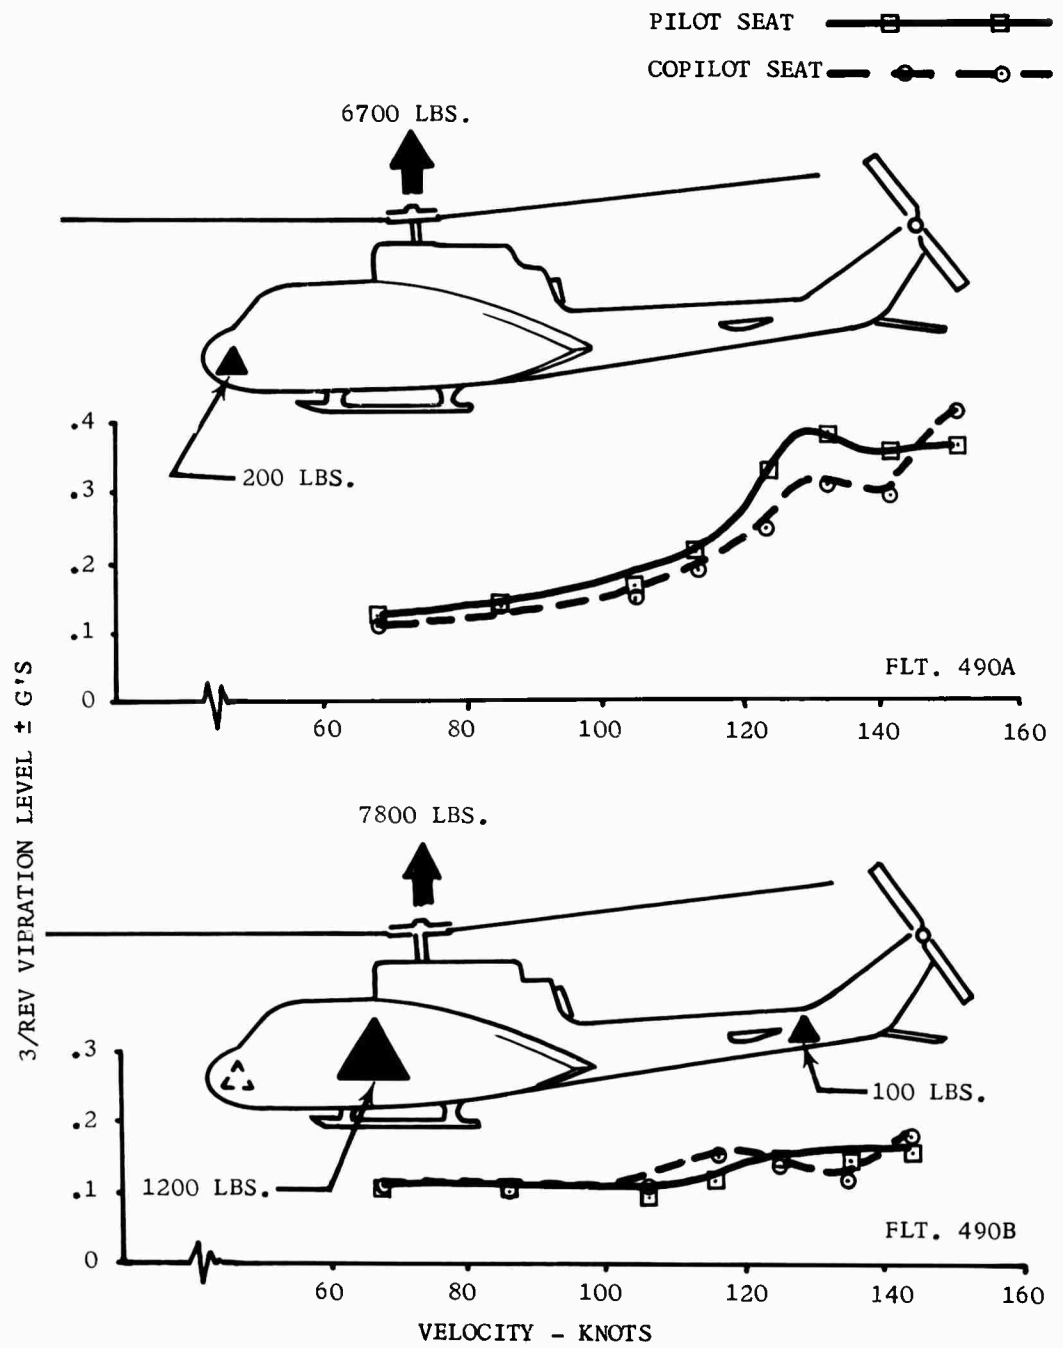 PILOT SEAT
COPILOT SEAT
6700 LBS.
200 LBS.
.4
.3
.2
.1
0
FLT. 490A
60 80 100 120 140 160
3/REV VIBRATION LEVEL ± G'S
7800 LBS.
100 LBS.
1200 LBS.
.3
.2
.1
0
FLT. 490B
60 80 100 120 140 160
VELOCITY - KNOTS